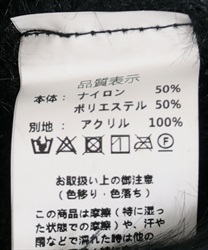 品質表示
本体： ナイロン 50%
ポリエステル 50%
別地： アクリル 100%
お取扱い上の御注意
（色移り・色落ち）
この商品は摩擦（特に湿っ
た状態での摩擦）や、汗や
雨などで濡れた時は他の